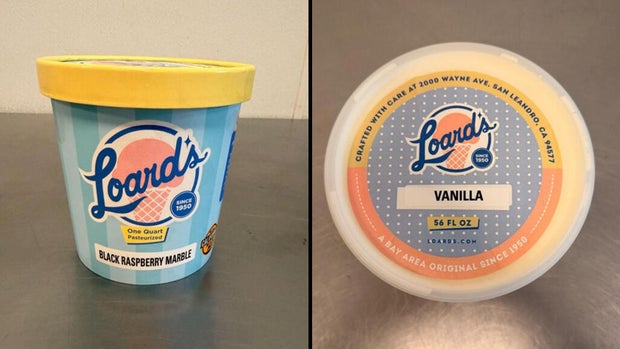 Loard's
SINCE
1950
One Quart
Pasteurized
BLACK RASPBERRY MARBLE
CRAFTED WITH CARE AT 2000 WAYNE AVE, SAN LEANDRO, CA 94577
Loard's
SINCE
1950
VANILLA
56 FL OZ
LOARDS.COM
A BAY AREA ORIGINAL SINCE 1950